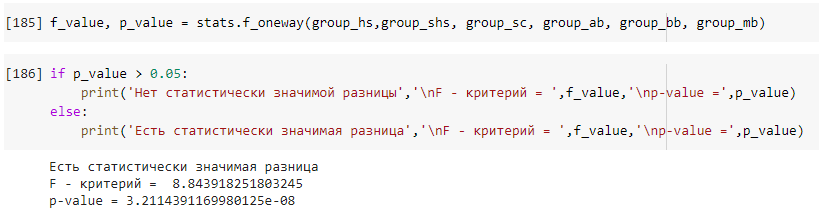 [185] f_value, p_value = stats.f_oneway(group_hs,group_shs, group_sc, group_ab, group_bb, group_mb)
[186] if p_value > 0.05:
print('Нет статистически значимой разницы','\nF - критерий = ',f_value,'\np-value =',p_value)
else:
print('Есть статистически значимая разница','\nF - критерий = ',f_value,'\np-value =',p_value)
Есть статистически значимая разница
F - критерий =  8.843918251803245
p-value = 3.2114391169980125e-08